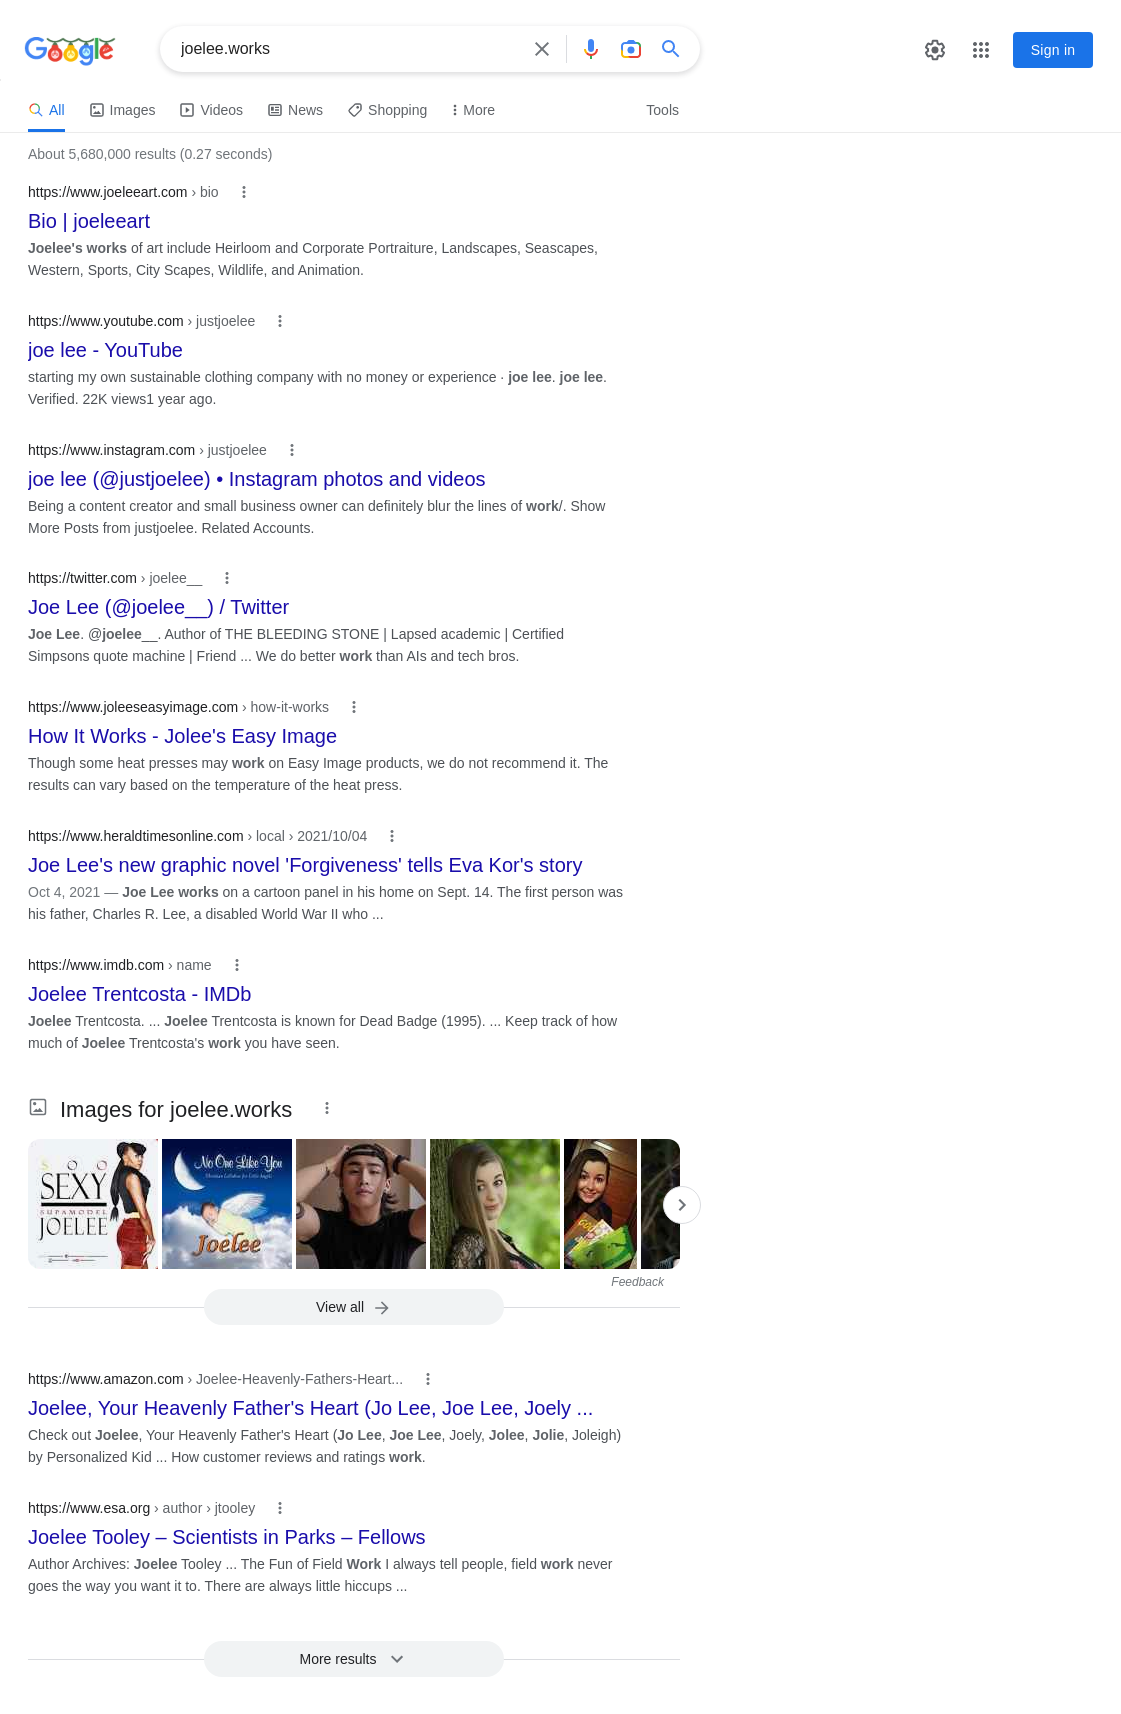 Google
joelee.works
Sign in
All Images Videos News Shopping More Tools
About 5,680,000 results (0.27 seconds)
https://www.joeleeart.com › bio
Bio | joeleeart
Joelee's works of art include Heirloom and Corporate Portraiture, Landscapes, Seascapes,
Western, Sports, City Scapes, Wildlife, and Animation.
https://www.youtube.com › justjoelee
joe lee - YouTube
starting my own sustainable clothing company with no money or experience · joe lee. joe lee.
Verified. 22K views1 year ago.
https://www.instagram.com › justjoelee
joe lee (@justjoelee) • Instagram photos and videos
Being a content creator and small business owner can definitely blur the lines of work/. Show
More Posts from justjoelee. Related Accounts.
https://twitter.com › joelee__
Joe Lee (@joelee__) / Twitter
Joe Lee. @joelee__. Author of THE BLEEDING STONE | Lapsed academic | Certified
Simpsons quote machine | Friend ... We do better work than AIs and tech bros.
https://www.joleeseasyimage.com › how-it-works
How It Works - Jolee's Easy Image
Though some heat presses may work on Easy Image products, we do not recommend it. The
results can vary based on the temperature of the heat press.
https://www.heraldtimesonline.com › local › 2021/10/04
Joe Lee's new graphic novel 'Forgiveness' tells Eva Kor's story
Oct 4, 2021 — Joe Lee works on a cartoon panel in his home on Sept. 14. The first person was
his father, Charles R. Lee, a disabled World War II who ...
https://www.imdb.com › name
Joelee Trentcosta - IMDb
Joelee Trentcosta. ... Joelee Trentcosta is known for Dead Badge (1995). ... Keep track of how
much of Joelee Trentcosta's work you have seen.
Images for joelee.works
SOO
SEXY
SUPAMODEL
JOELEE
No One Like You
Joelee
Feedback
View all
https://www.amazon.com › Joelee-Heavenly-Fathers-Heart...
Joelee, Your Heavenly Father's Heart (Jo Lee, Joe Lee, Joely ...
Check out Joelee, Your Heavenly Father's Heart (Jo Lee, Joe Lee, Joely, Jolee, Jolie, Joleigh)
by Personalized Kid ... How customer reviews and ratings work.
https://www.esa.org › author › jtooley
Joelee Tooley – Scientists in Parks – Fellows
Author Archives: Joelee Tooley ... The Fun of Field Work I always tell people, field work never
goes the way you want it to. There are always little hiccups ...
More results